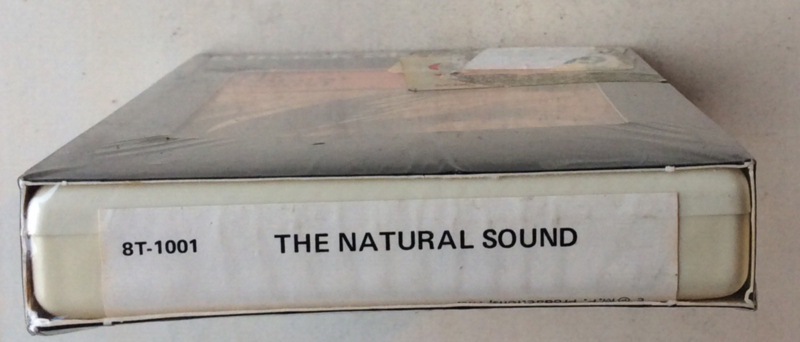 8T-1001
THE NATURAL SOUND